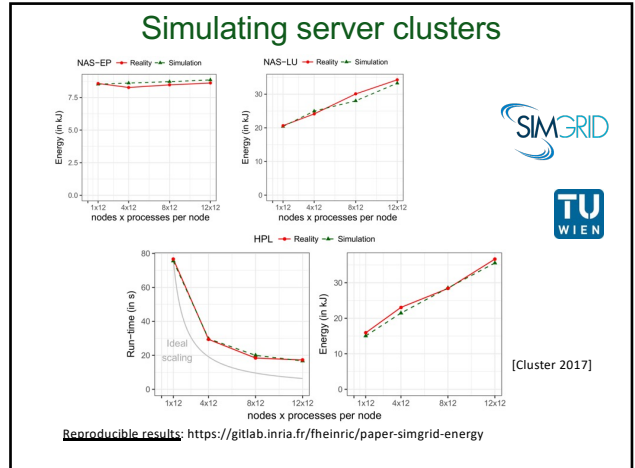 Simulating server clusters
NAS−EP Reality Simulation
NAS−LU Reality Simulation
Energy (in kJ)
7.5
5.0
2.5
0.0
1x12 4x12 8x12 12x12
nodes x processes per node
Energy (in kJ)
30
20
10
0
1x12 4x12 8x12 12x12
nodes x processes per node
SIMGRID
TU
WIEN
HPL Reality Simulation
Run−time (in s)
80
60
40
20
0
Ideal
scaling
1x12 4x12 8x12 12x12
Energy (in kJ)
30
20
10
0
1x12 4x12 8x12 12x12
nodes x processes per node
[Cluster 2017]
Reproducible results: https://gitlab.inria.fr/fheinric/paper-simgrid-energy